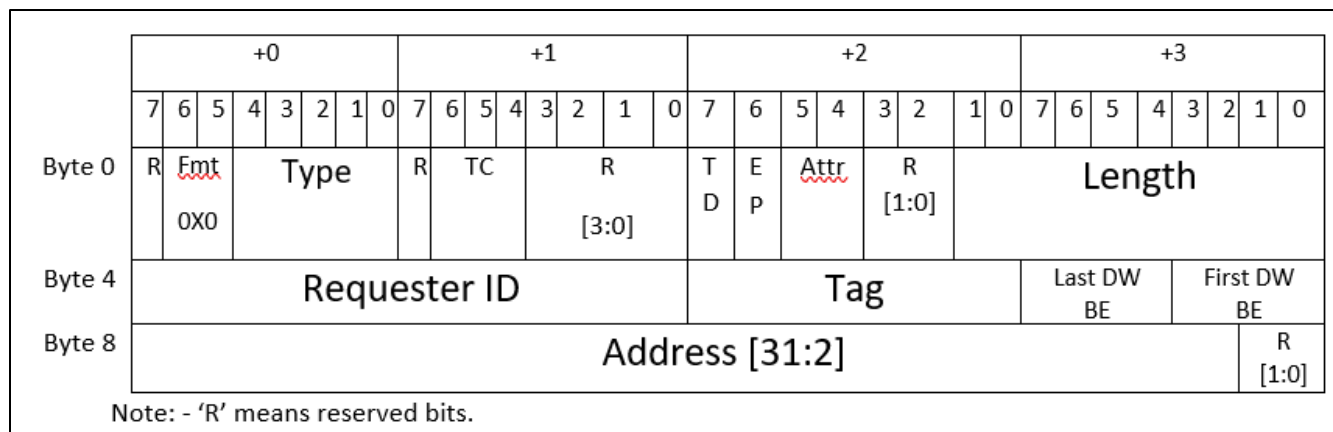 +0 +1 +2 +3
7 6 5 4 3 2 1 0 7 6 5 4 3 2 1 0 7 6 5 4 3 2 1 0 7 6 5 4 3 2 1 0
Byte 0 R Fmt Type R TC R T E Attr R Length
0X0 [3:0] D P [1:0]
Byte 4 Requester ID Tag Last DW First DW
BE BE
Byte 8 Address [31:2] R
[1:0]
Note: - ‘R’ means reserved bits.